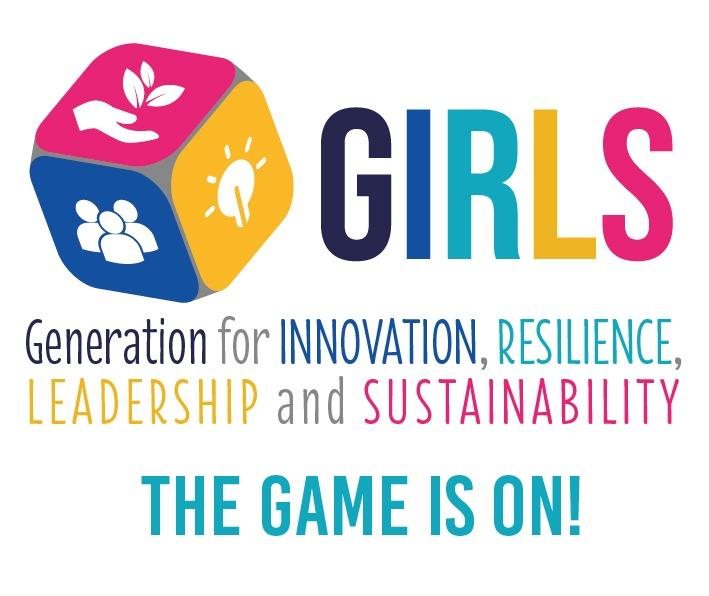 GIRLS
Generation for INNOVATION, RESILIENCE,
LEADERSHIP and SUSTAINABILITY
THE GAME IS ON!